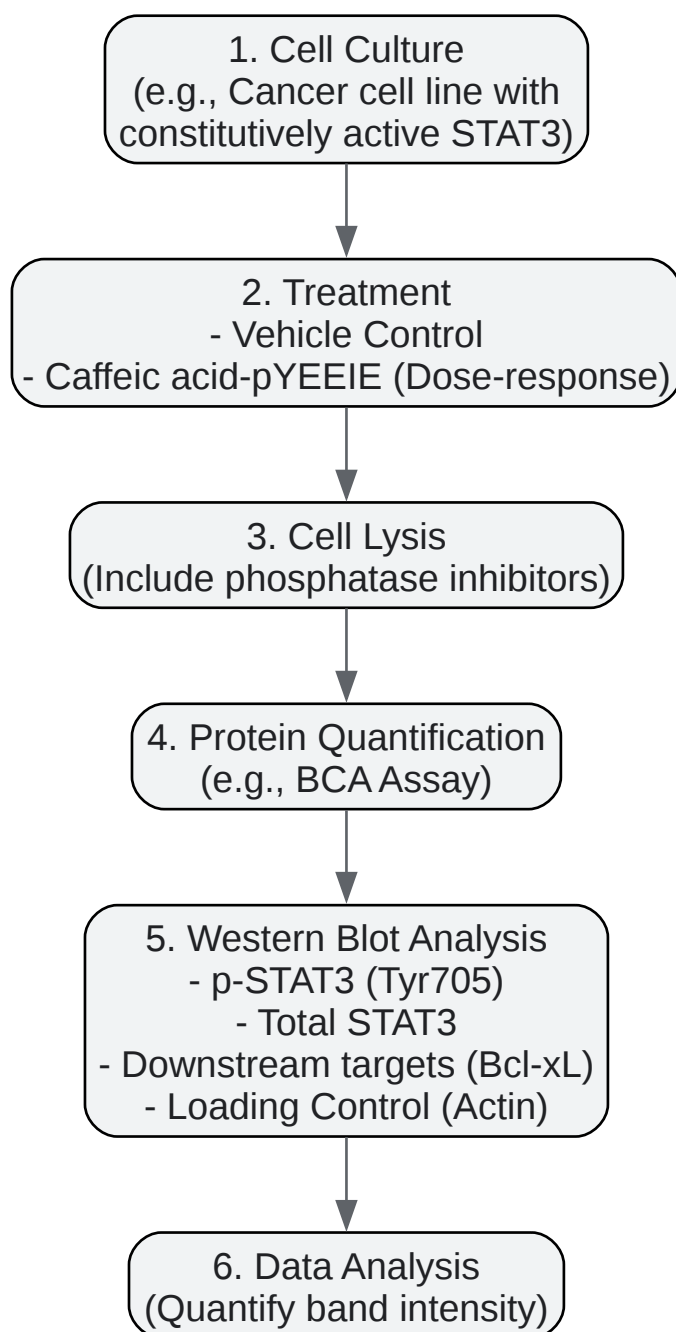 1. Cell Culture
(e.g., Cancer cell line with
constitutively active STAT3)
2. Treatment
- Vehicle Control
- Caffeic acid-pYEEIE (Dose-response)
3. Cell Lysis
(Include phosphatase inhibitors)
4. Protein Quantification
(e.g., BCA Assay)
5. Western Blot Analysis
- p-STAT3 (Tyr705)
- Total STAT3
- Downstream targets (Bcl-xL)
- Loading Control (Actin)
6. Data Analysis
(Quantify band intensity)